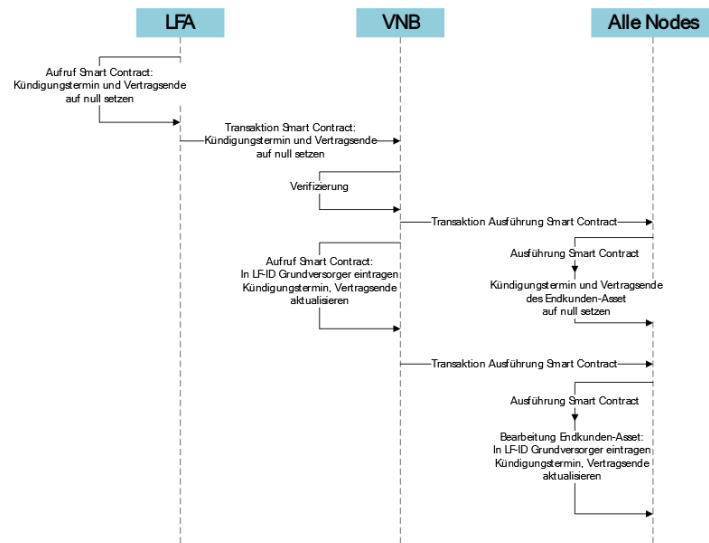 LFA
VNB
Alle Nodes
Aufruf Smart Contract:
Kündigungstermin und Vertragsende
auf null setzen
Transaktion Smart Contract:
Kündigungstermin und Vertragsende
auf null setzen
Verifizierung
Transaktion Ausführung Smart Contract
Aufruf Smart Contract:
In LF-ID Grundversorger eintragen
Kündigungstermin, Vertragsende
aktualisieren
Ausführung Smart Contract
Kündigungstermin und Vertragsende
des Endkunden-Asset
auf null setzen
Transaktion Ausführung Smart Contract
Ausführung Smart Contract
Bearbeitung Endkunden-Asset:
In LF-ID Grundversorger eintragen
Kündigungstermin, Vertragsende
aktualisieren